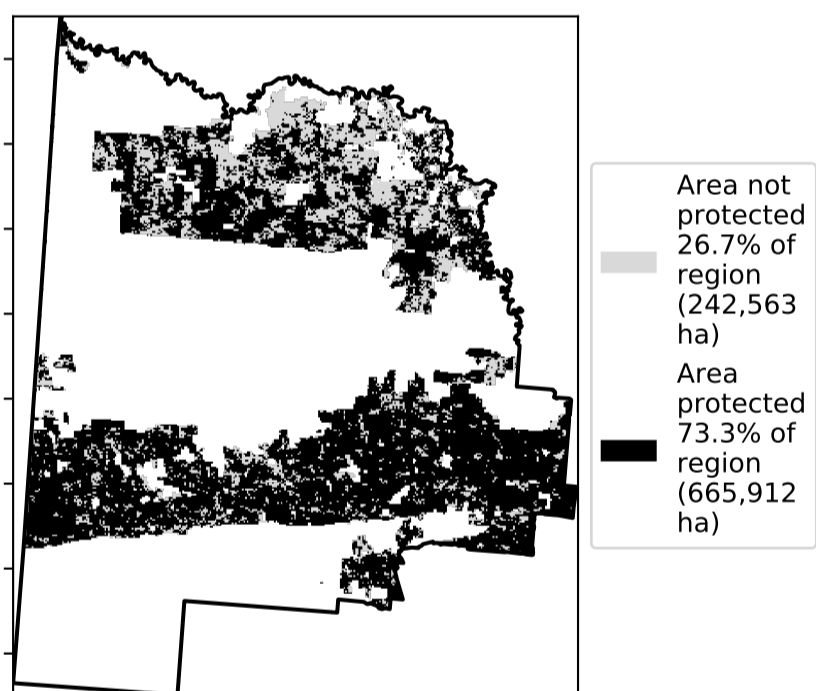 Area not
protected
26.7% of
region
(242,563
ha)
Area
protected
73.3% of
region
(665,912
ha)